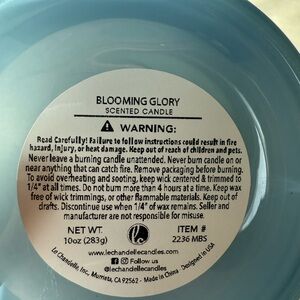 BLOOMING GLORY
SCENTED CANDLE
WARNING:
Read Carefully! Failure to follow instructions could result in fire
hazard, injury, or heat damage. Keep out of reach of children and pets.
Never leave a burning candle unattended. Never burn candle on or
near anything that can catch fire. Remove packaging before burning.
To avoid overheating and sooting, keep wick centered & trimmed to
1/4" at all times. Do not burn more than 4 hours at a time. Keep wax
free of wick trimmings, or other flammable materials. Keep out of
drafts. Discontinue use when 1/4" of wax remains. Seller and
manufacturer are not responsible for misuse.
NET WT.
10oz (283g)
ITEM #
2236 MBS
www.lechandellecandles.com
Follow us
@lechandellecandles
Le Chandelle, Inc., Murrieta, CA 92562 - Made in China - Designed in USA